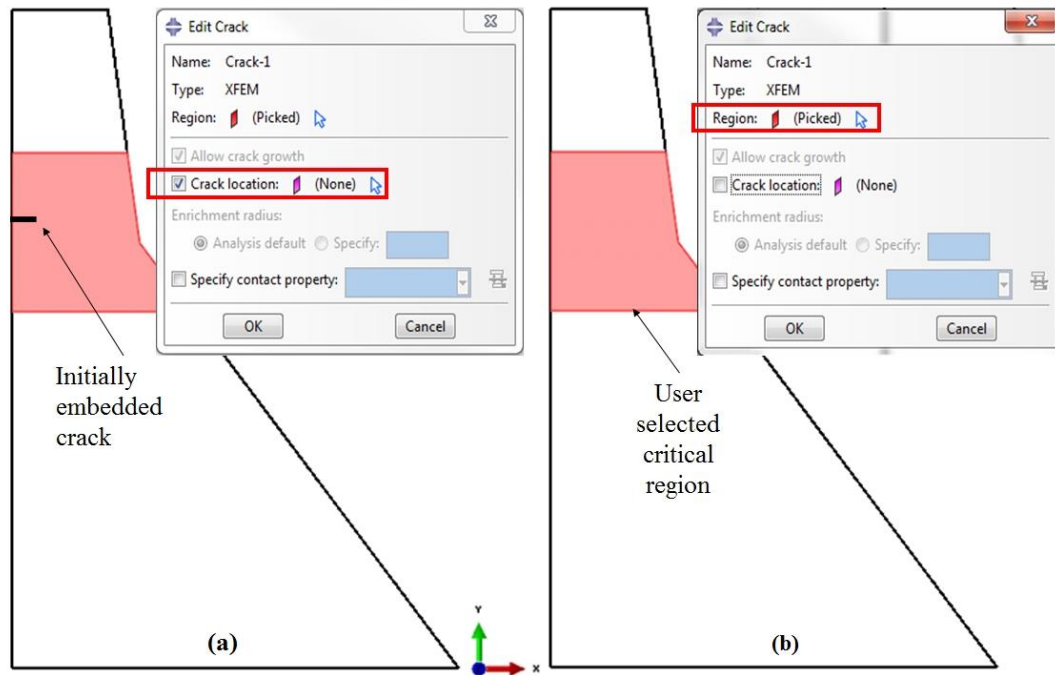 Edit Crack
Name: Crack-1
Type: XFEM
Region: (Picked)
Allow crack growth
Crack location: (None)
Enrichment radius:
Analysis default Specify:
Specify contact property:
OK Cancel
Initially
embedded
crack
(a)
Y
X
Edit Crack
Name: Crack-1
Type: XFEM
Region: (Picked)
Allow crack growth
Crack location: (None)
Enrichment radius:
Analysis default Specify:
Specify contact property:
OK Cancel
User
selected
critical
region
(b)